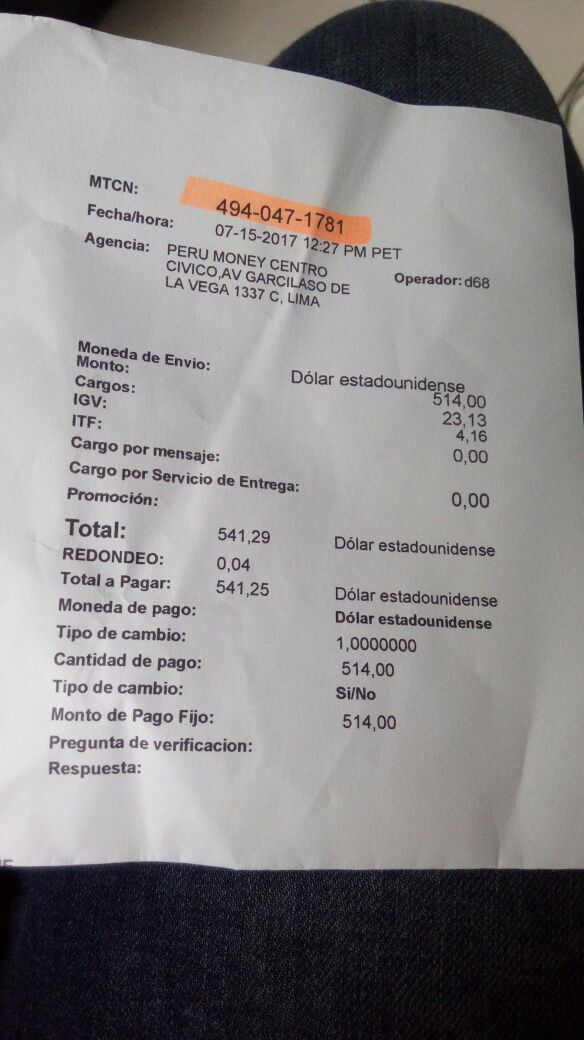 MTCN: 494-047-1781
Fecha/hora: 07-15-2017 12:27 PM PET
Agencia: PERU MONEY CENTRO Operador: d68
CIVICO,AV GARCILASO DE
LA VEGA 1337 C, LIMA
Moneda de Envio: Dólar estadounidense
Monto: 514,00
Cargos: 23,13
IGV: 4,16
ITF: 0,00
Cargo por mensaje:
Cargo por Servicio de Entrega: 0,00
Promoción:
Total: 541,29 Dólar estadounidense
REDONDEO: 0,04
Total a Pagar: 541,25 Dólar estadounidense
Moneda de pago: Dólar estadounidense
Tipo de cambio: 1,0000000
Cantidad de pago: 514,00
Tipo de cambio: Si/No
Monto de Pago Fijo: 514,00
Pregunta de verificacion:
Respuesta: